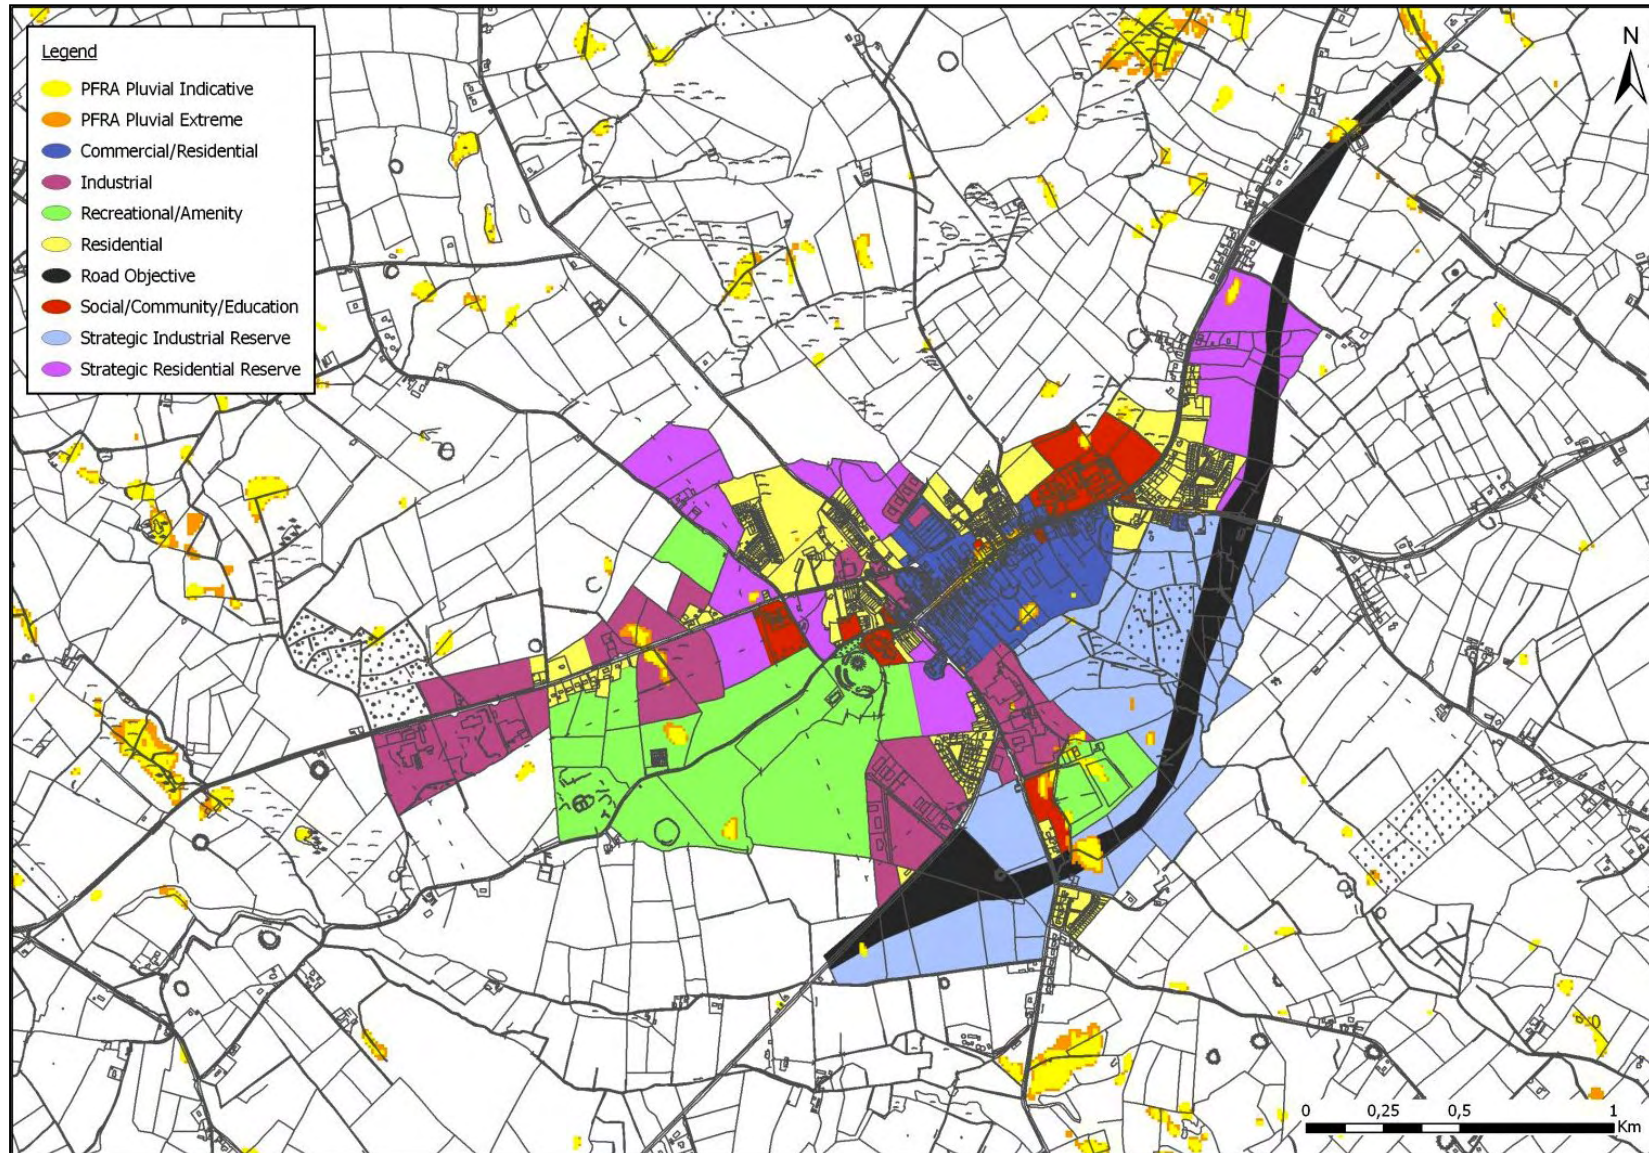 Legend
PFRA Pluvial Indicative
PFRA Pluvial Extreme
Commercial/Residential
Industrial
Recreational/Amenity
Residential
Road Objective
Social/Community/Education
Strategic Industrial Reserve
Strategic Residential Reserve
N
0 0,25 0,5 1
Km